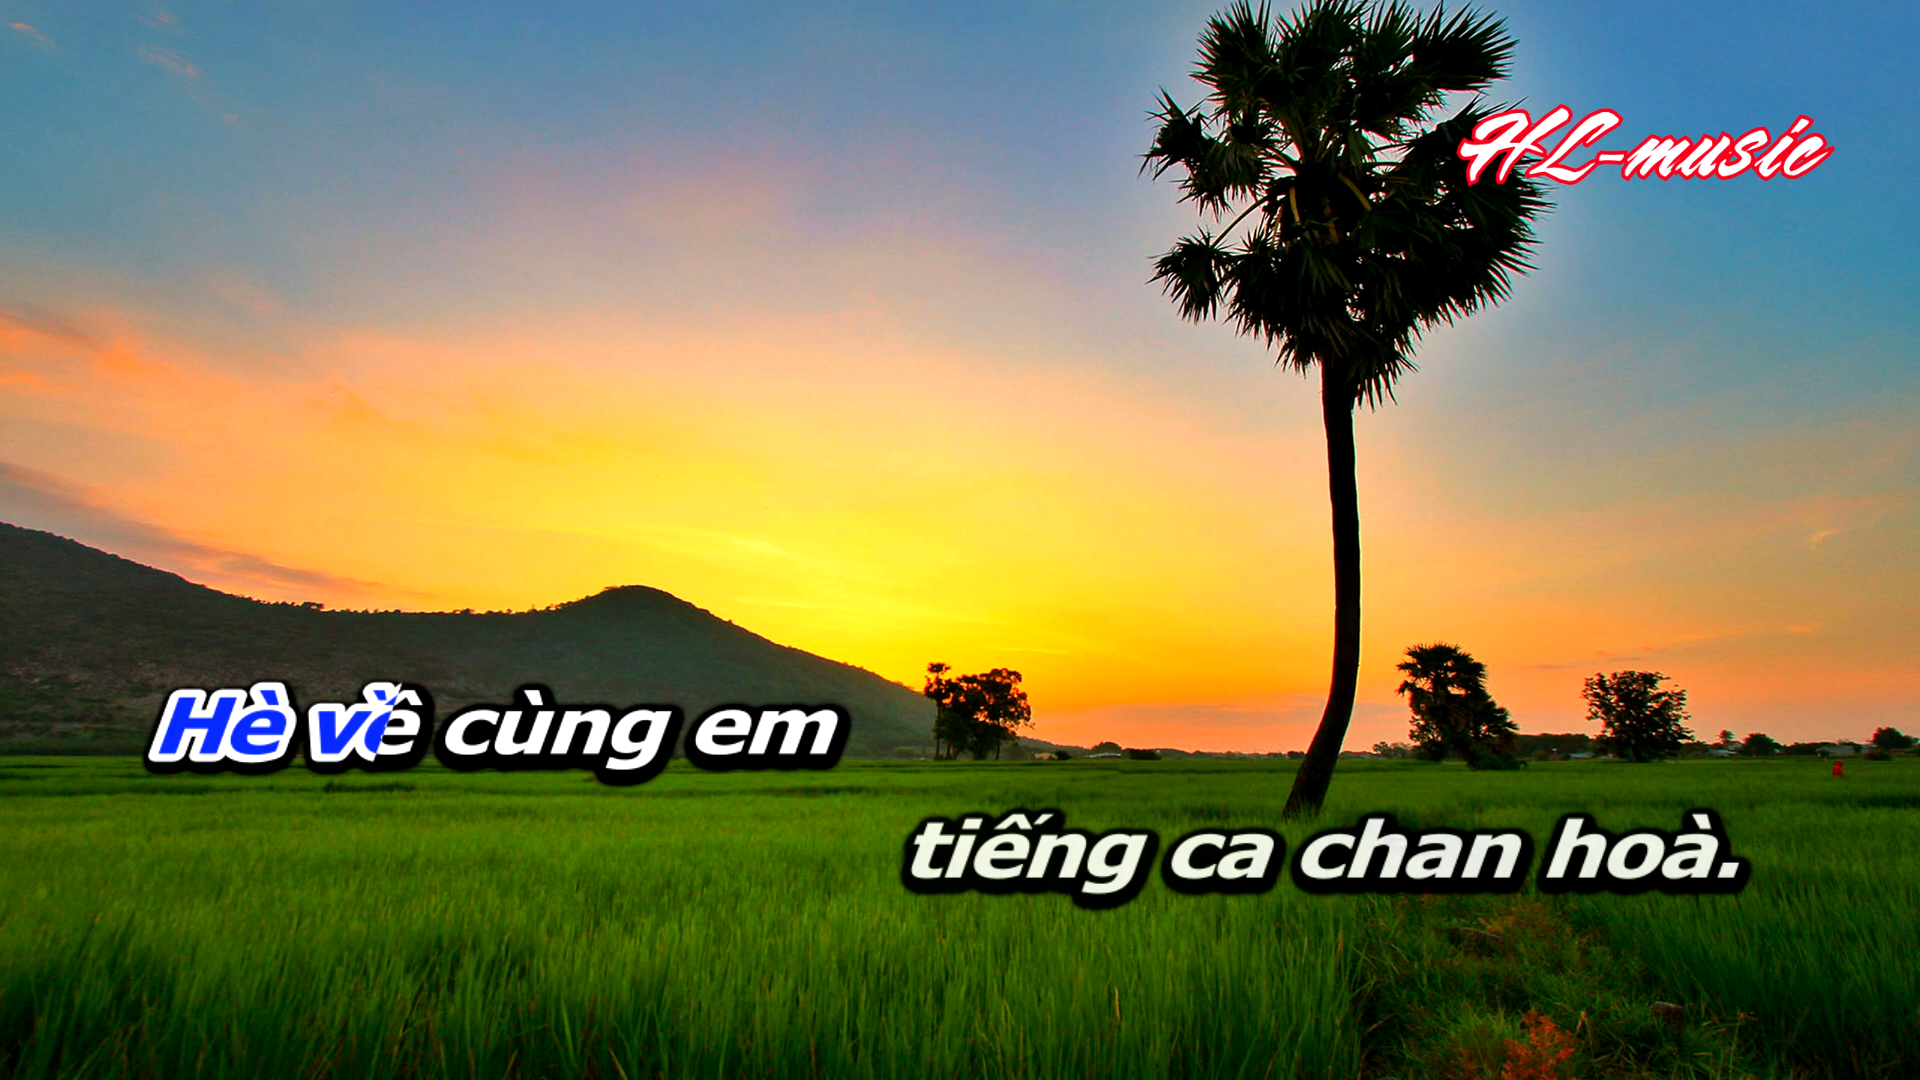 HL-music
Hè về cùng em
tiếng ca chan hoà.